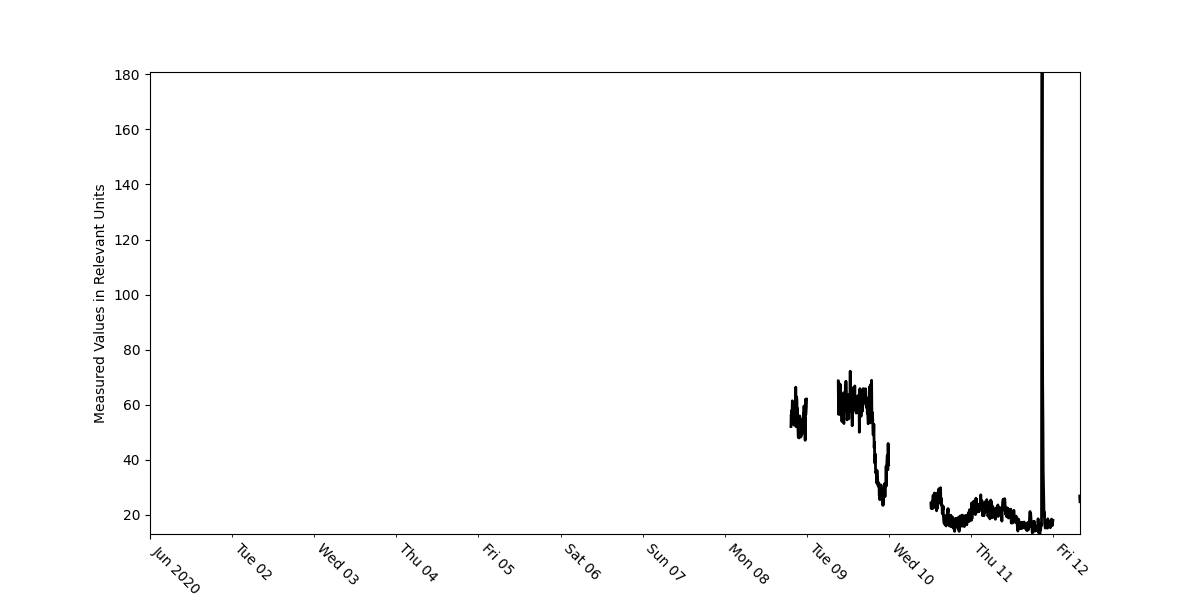 180
160
140
120
100
80
60
40
20
Measured Values in Relevant Units
Jun 2020
Tue 02
Wed 03
Thu 04
Fri 05
Sat 06
Sun 07
Mon 08
Tue 09
Wed 10
Thu 11
Fri 12